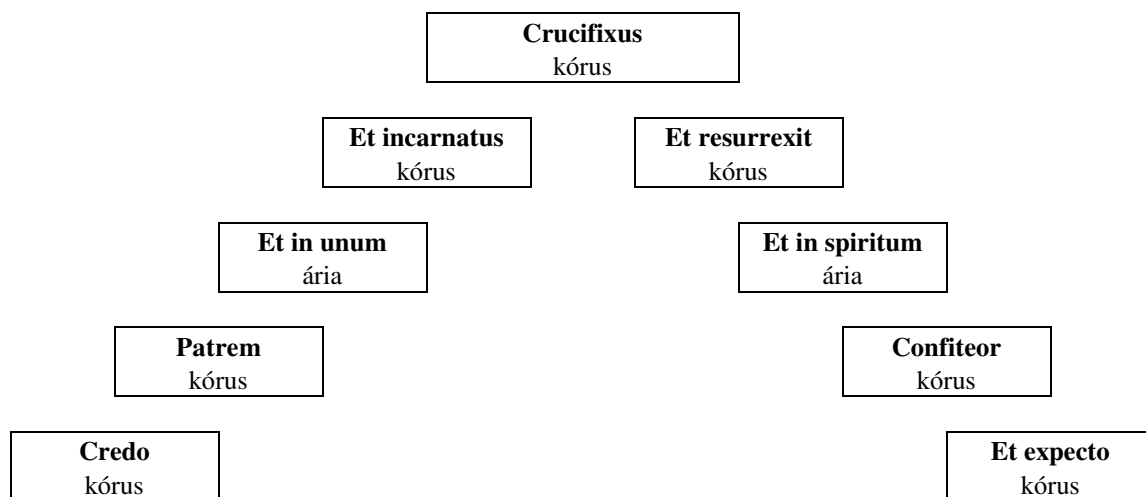 Crucifixus
kórus
Et incarnatus
kórus
Et resurrexit
kórus
Et in unum
ária
Et in spiritum
ária
Patrem
kórus
Confiteor
kórus
Credo
kórus
Et expecto
kórus